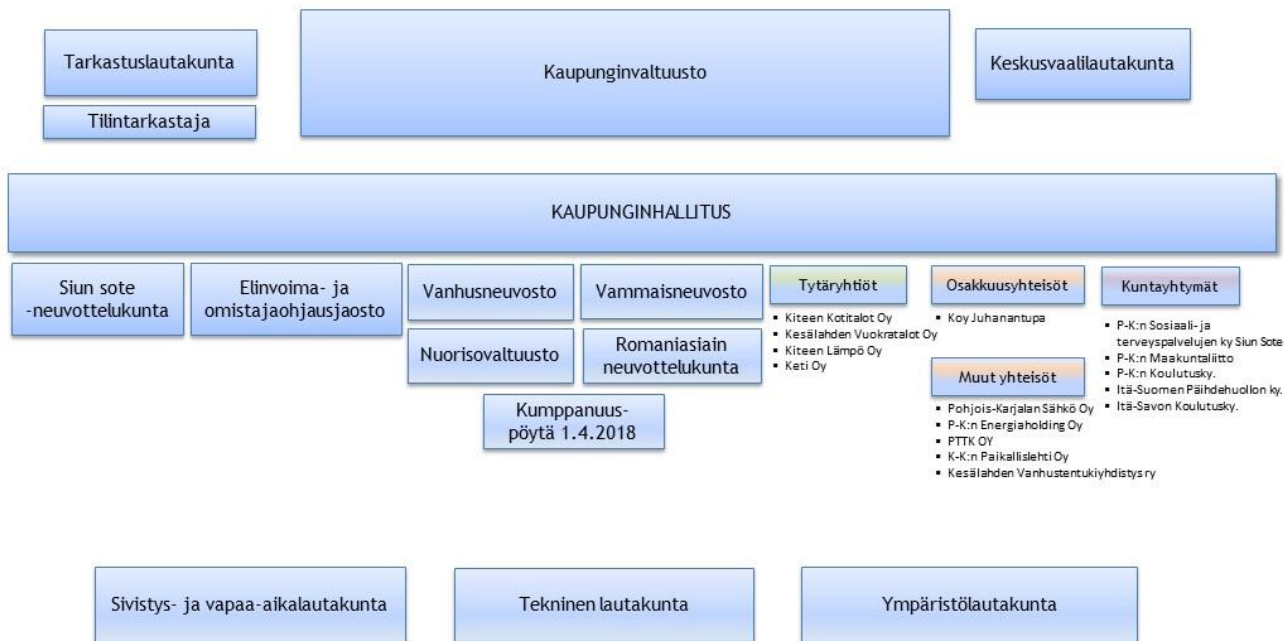 Tarkastuslautakunta
Kaupunginvaltuusto
Keskusvaalilautakunta
Tilintarkastaja
KAUPUNGINHALLITUS
Siun sote
-neuvottelukunta
Elinvoima- ja
omistajaohjausjaosto
Vanhusneuvosto
Vammaisneuvosto
Nuorisovaltuusto
Romaniasiain
neuvottelukunta
Kumppanuus-
pöytä 1.4.2018
Tytäryhtiöt
▪ Kiteen Kotitalot Oy
▪ Kesälahden Vuokratalot Oy
▪ Kiteen Lämpö Oy
▪ Keti Oy
Osakkuusyhteisöt
▪ Koy Juhanantupa
Muut yhteisöt
▪ Pohjois-Karjalan Sähkö Oy
▪ P-K:n Energiaholding Oy
▪ PTTK OY
▪ K-K:n Paikallislehti Oy
▪ Kesälahden Vanhustentukiyhdistys ry
Kuntayhtymät
▪ P-K:n Sosiaali- ja
terveyspalvelujen ky Siun Sote
▪ P-K:n Maakuntaliitto
▪ P-K:n Koulutusky.
▪ Itä-Suomen Päihdehuollon ky.
▪ Itä-Savon Koulutusky.
Sivistys- ja vapaa-aikalautakunta
Tekninen lautakunta
Ympäristölautakunta